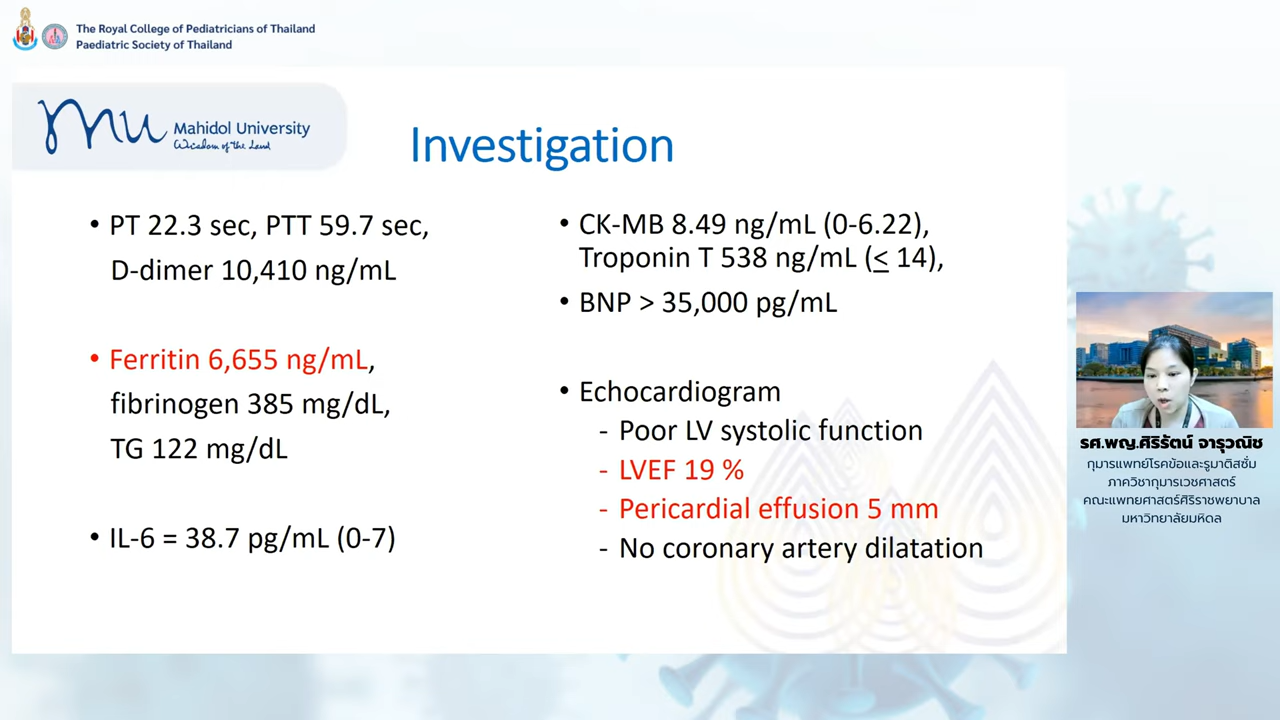 The Royal College of Pediatricians of Thailand
Paediatric Society of Thailand
Mahidol University
Wisdom of the Land
Investigation
• PT 22.3 sec, PTT 59.7 sec,
D-dimer 10,410 ng/mL
• Ferritin 6,655 ng/mL,
fibrinogen 385 mg/dL,
TG 122 mg/dL
• IL-6 = 38.7 pg/mL (0-7)
• CK-MB 8.49 ng/mL (0-6.22),
Troponin T 538 ng/mL (≤ 14),
• BNP > 35,000 pg/mL
• Echocardiogram
- Poor LV systolic function
- LVEF 19 %
- Pericardial effusion 5 mm
- No coronary artery dilatation
รศ.พญ.ศิริรัตน์ จารุวณิช
กุมารแพทย์โรคข้อและรูมาติสซั่ม
ภาควิชากุมารเวชศาสตร์
คณะแพทยศาสตร์ศิริราชพยาบาล
มหาวิทยาลัยมหิดล